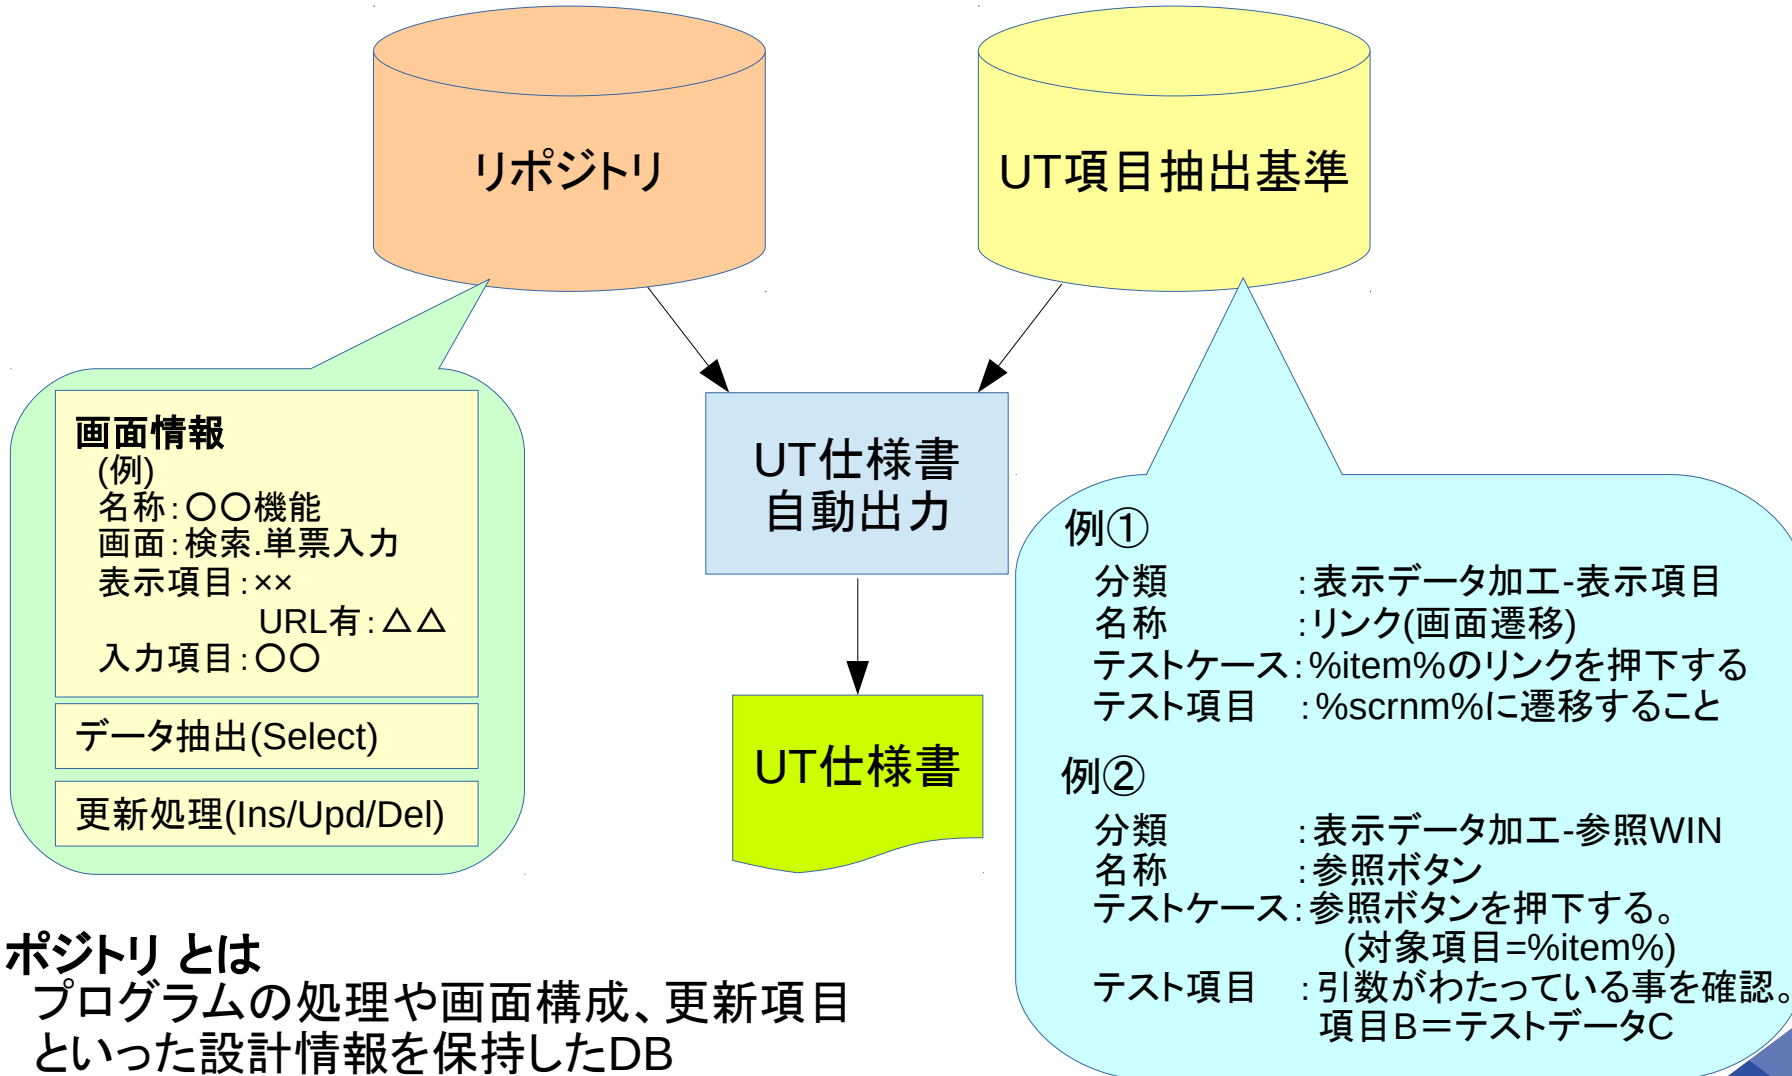 リポジトリ
UT項目抽出基準
画面情報
(例)
名称:〇〇機能
画面:検索.単票入力
表示項目:××
URL有:△△
入力項目:〇〇
データ抽出(Select)
更新処理(Ins/Upd/Del)
UT仕様書
自動出力
UT仕様書
例①
分類 :表示データ加工-表示項目
名称 :リンク(画面遷移)
テストケース:%item%のリンクを押下する
テスト項目 :%scrnm%に遷移すること
例②
分類 :表示データ加工-参照WIN
名称 :参照ボタン
テストケース:参照ボタンを押下する。
(対象項目=%item%)
テスト項目 :引数がわたっている事を確認。
項目B=テストデータC
ポジトリ とは
プログラムの処理や画面構成、更新項目
といった設計情報を保持したDB